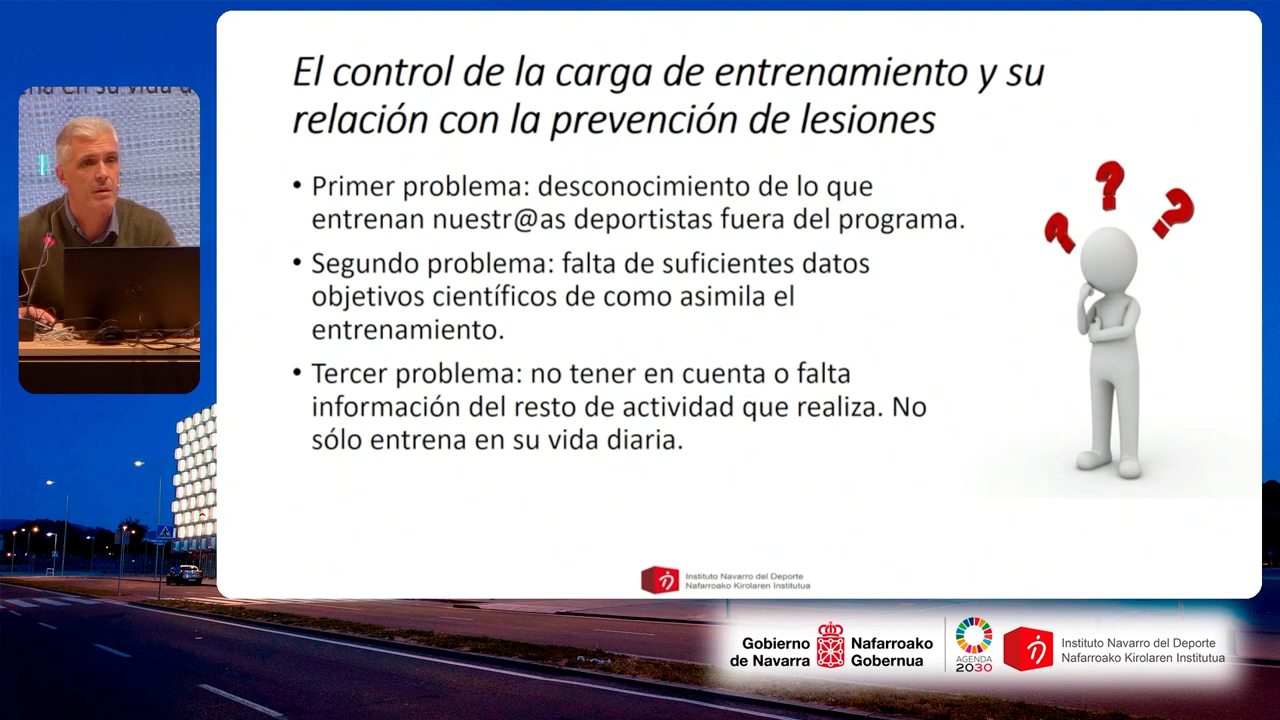 El control de la carga de entrenamiento y su
relación con la prevención de lesiones
• Primer problema: desconocimiento de lo que
entrenan nuestr@as deportistas fuera del programa.
• Segundo problema: falta de suficientes datos
objetivos científicos de como asimila el
entrenamiento.
• Tercer problema: no tener en cuenta o falta
información del resto de actividad que realiza. No
sólo entrena en su vida diaria.
Instituto Navarro del Deporte
Nafarroako Kirolaren Institutua
Gobierno
de Navarra
Nafarroako
Gobernua
AGENDA
2030
Instituto Navarro del Deporte
Nafarroako Kirolaren Institutua